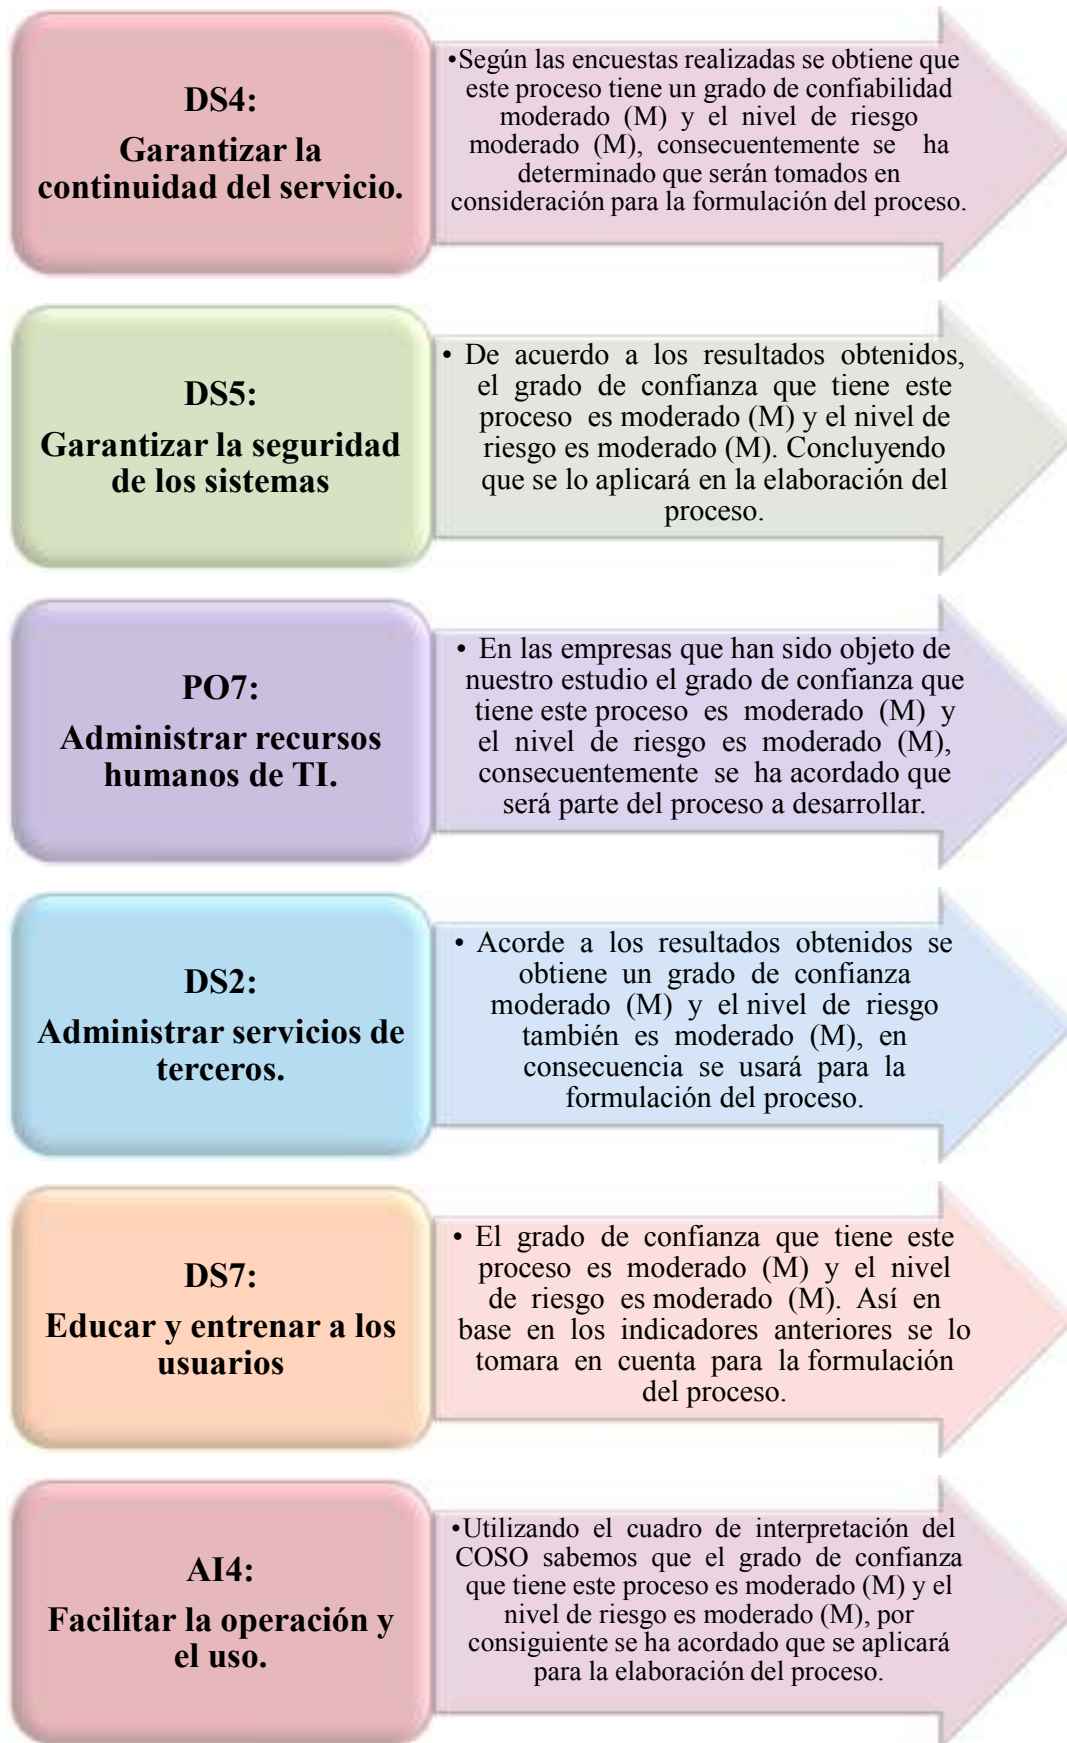 DS4:
Garantizar la
continuidad del servicio.
•Según las encuestas realizadas se obtiene que
este proceso tiene un grado de confiabilidad
moderado (M) y el nivel de riesgo
moderado (M), consecuentemente se ha
determinado que serán tomados en
consideración para la formulación del proceso.
DS5:
Garantizar la seguridad
de los sistemas
• De acuerdo a los resultados obtenidos,
el grado de confianza que tiene este
proceso es moderado (M) y el nivel de
riesgo es moderado (M). Concluyendo
que se lo aplicará en la elaboración del
proceso.
PO7:
Administrar recursos
humanos de TI.
• En las empresas que han sido objeto de
nuestro estudio el grado de confianza que
tiene este proceso es moderado (M) y
el nivel de riesgo es moderado (M),
consecuentemente se ha acordado que
será parte del proceso a desarrollar.
DS2:
Administrar servicios de
terceros.
• Acorde a los resultados obtenidos se
obtiene un grado de confianza
moderado (M) y el nivel de riesgo
también es moderado (M), en
consecuencia se usará para la
formulación del proceso.
DS7:
Educar y entrenar a los
usuarios
• El grado de confianza que tiene este
proceso es moderado (M) y el nivel
de riesgo es moderado (M). Así en
base en los indicadores anteriores se lo
tomara en cuenta para la formulación
del proceso.
AI4:
Facilitar la operación y
el uso.
•Utilizando el cuadro de interpretación del
COSO sabemos que el grado de confianza
que tiene este proceso es moderado (M) y el
nivel de riesgo es moderado (M), por
consiguiente se ha acordado que se aplicará
para la elaboración del proceso.